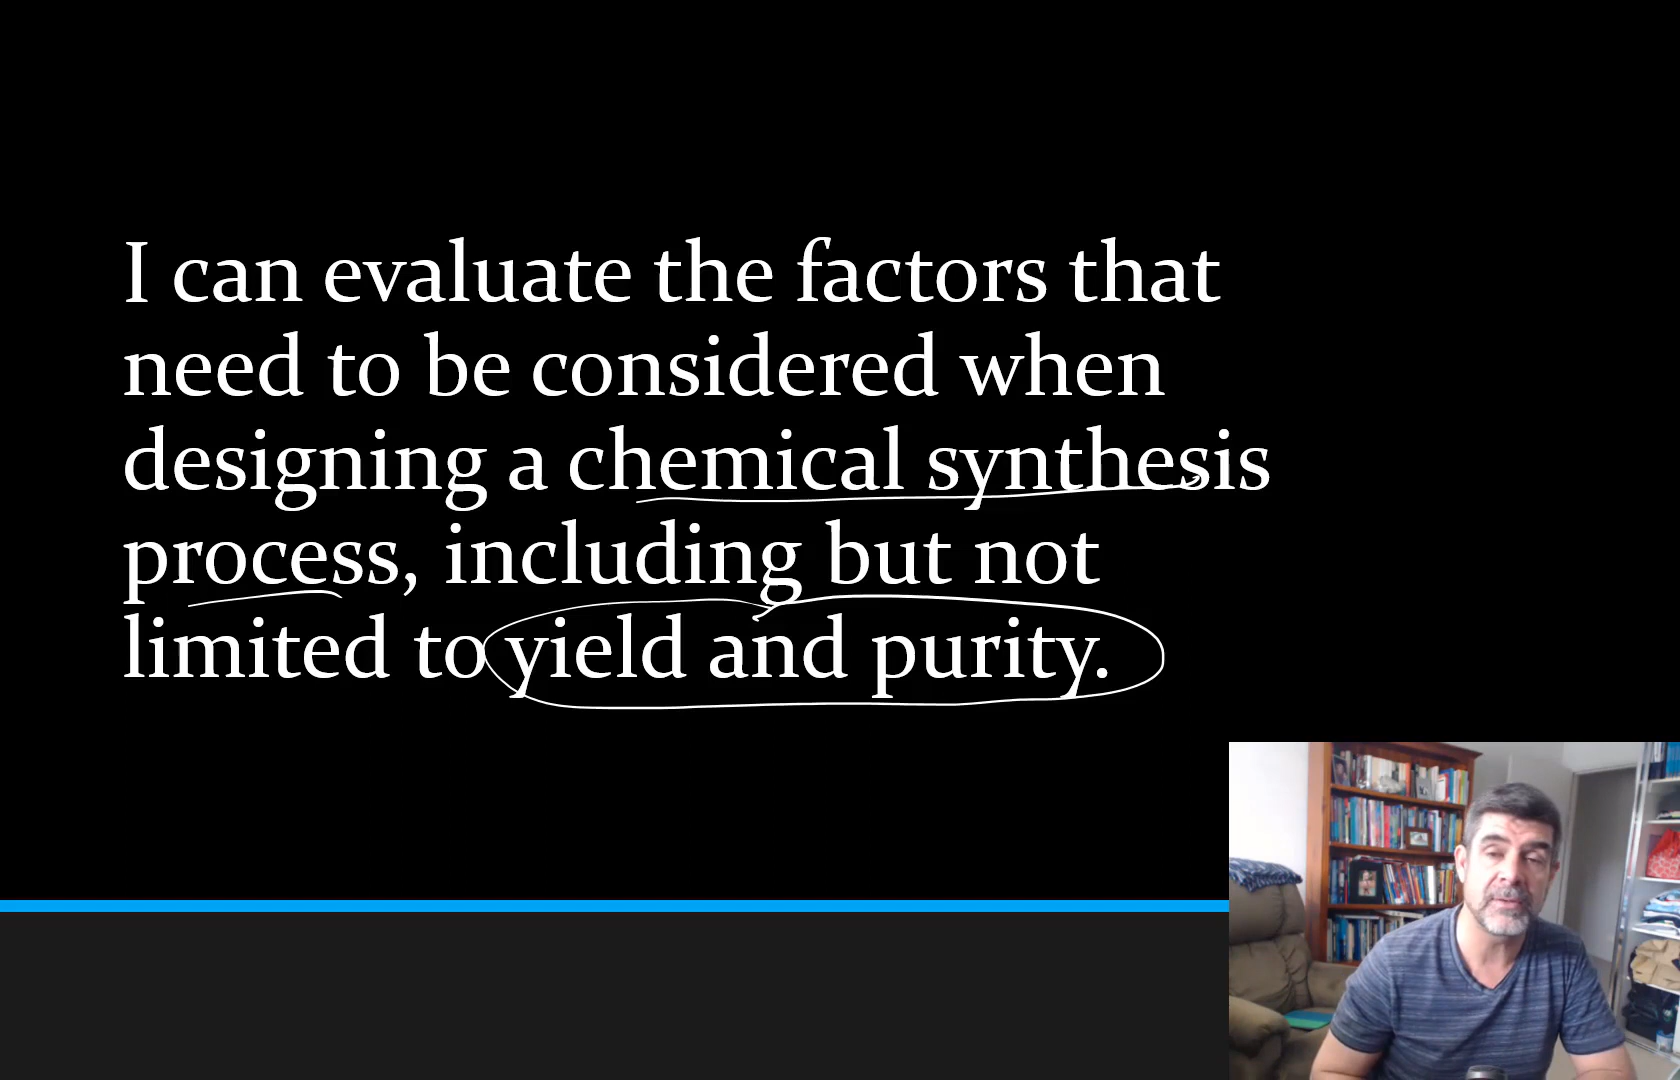 I can evaluate the factors that
need to be considered when
designing a chemical synthesis
process, including but not
limited to yield and purity.